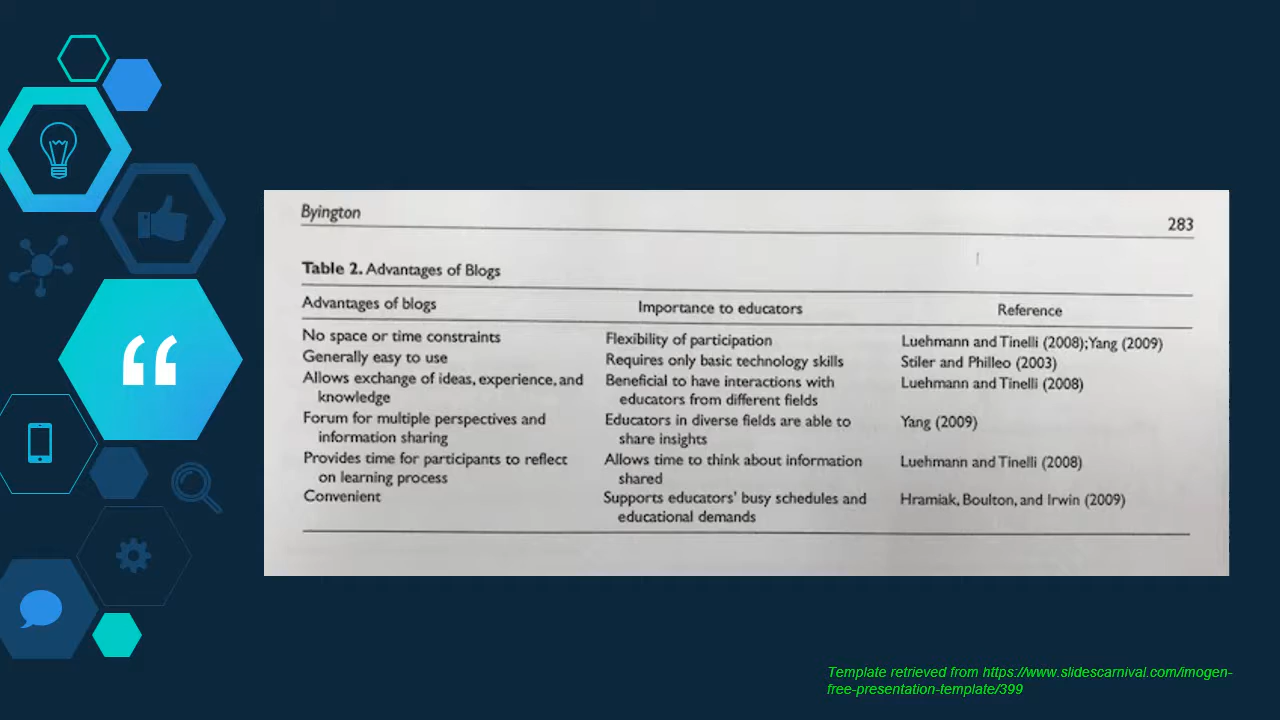 Byington
283
Table 2. Advantages of Blogs
Advantages of blogs Importance to educators Reference
No space or time constraints Flexibility of participation Luehmann and Tinelli (2008); Yang (2009)
Generally easy to use Requires only basic technology skills Stiler and Philleo (2003)
Allows exchange of ideas, experience, and Beneficial to have interactions with Luehmann and Tinelli (2008)
knowledge educators from different fields
Forum for multiple perspectives and Educators in diverse fields are able to Yang (2009)
information sharing share insights
Provides time for participants to reflect Allows time to think about information Luehmann and Tinelli (2008)
on learning process shared
Convenient Supports educators' busy schedules and Hramiak, Boulton, and Irwin (2009)
educational demands
Template retrieved from https://www.slidescarnival.com/imogen-
free-presentation-template/399